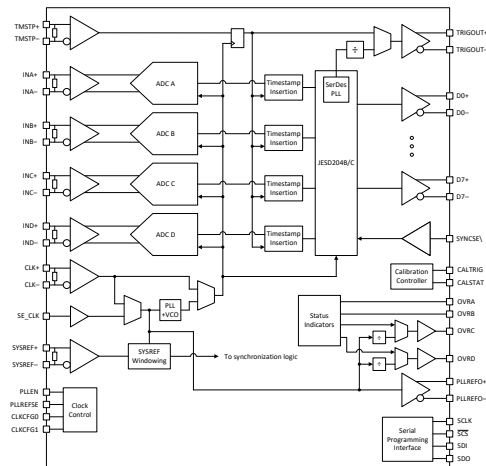 TMSTP+
TMSTP−
INA+
INA−
INB+
INB−
INC+
INC−
IND+
IND−
CLK+
CLK−
SE_CLK
SYSREF+
SYSREF−
PLLEN
PLLREFSE
CLKCFG0
CLKCFG1
ADC A
ADC B
ADC C
ADC D
PLL
+VCO
SYSREF
Windowing
To synchronization logic
Clock
Control
Timestamp
Insertion
Timestamp
Insertion
Timestamp
Insertion
Timestamp
Insertion
÷
SerDes
PLL
JESD204B/C
Status
Indicators
÷
÷
Calibration
Controller
Serial
Programming
Interface
TRIGOUT+
TRIGOUT−
D0+
D0−
D7+
D7−
SYNCSE\
CALTRIG
CALSTAT
OVRA
OVRB
OVRC
OVRD
PLLREFO+
PLLREFO−
SCLK
SCS
SDI
SDO